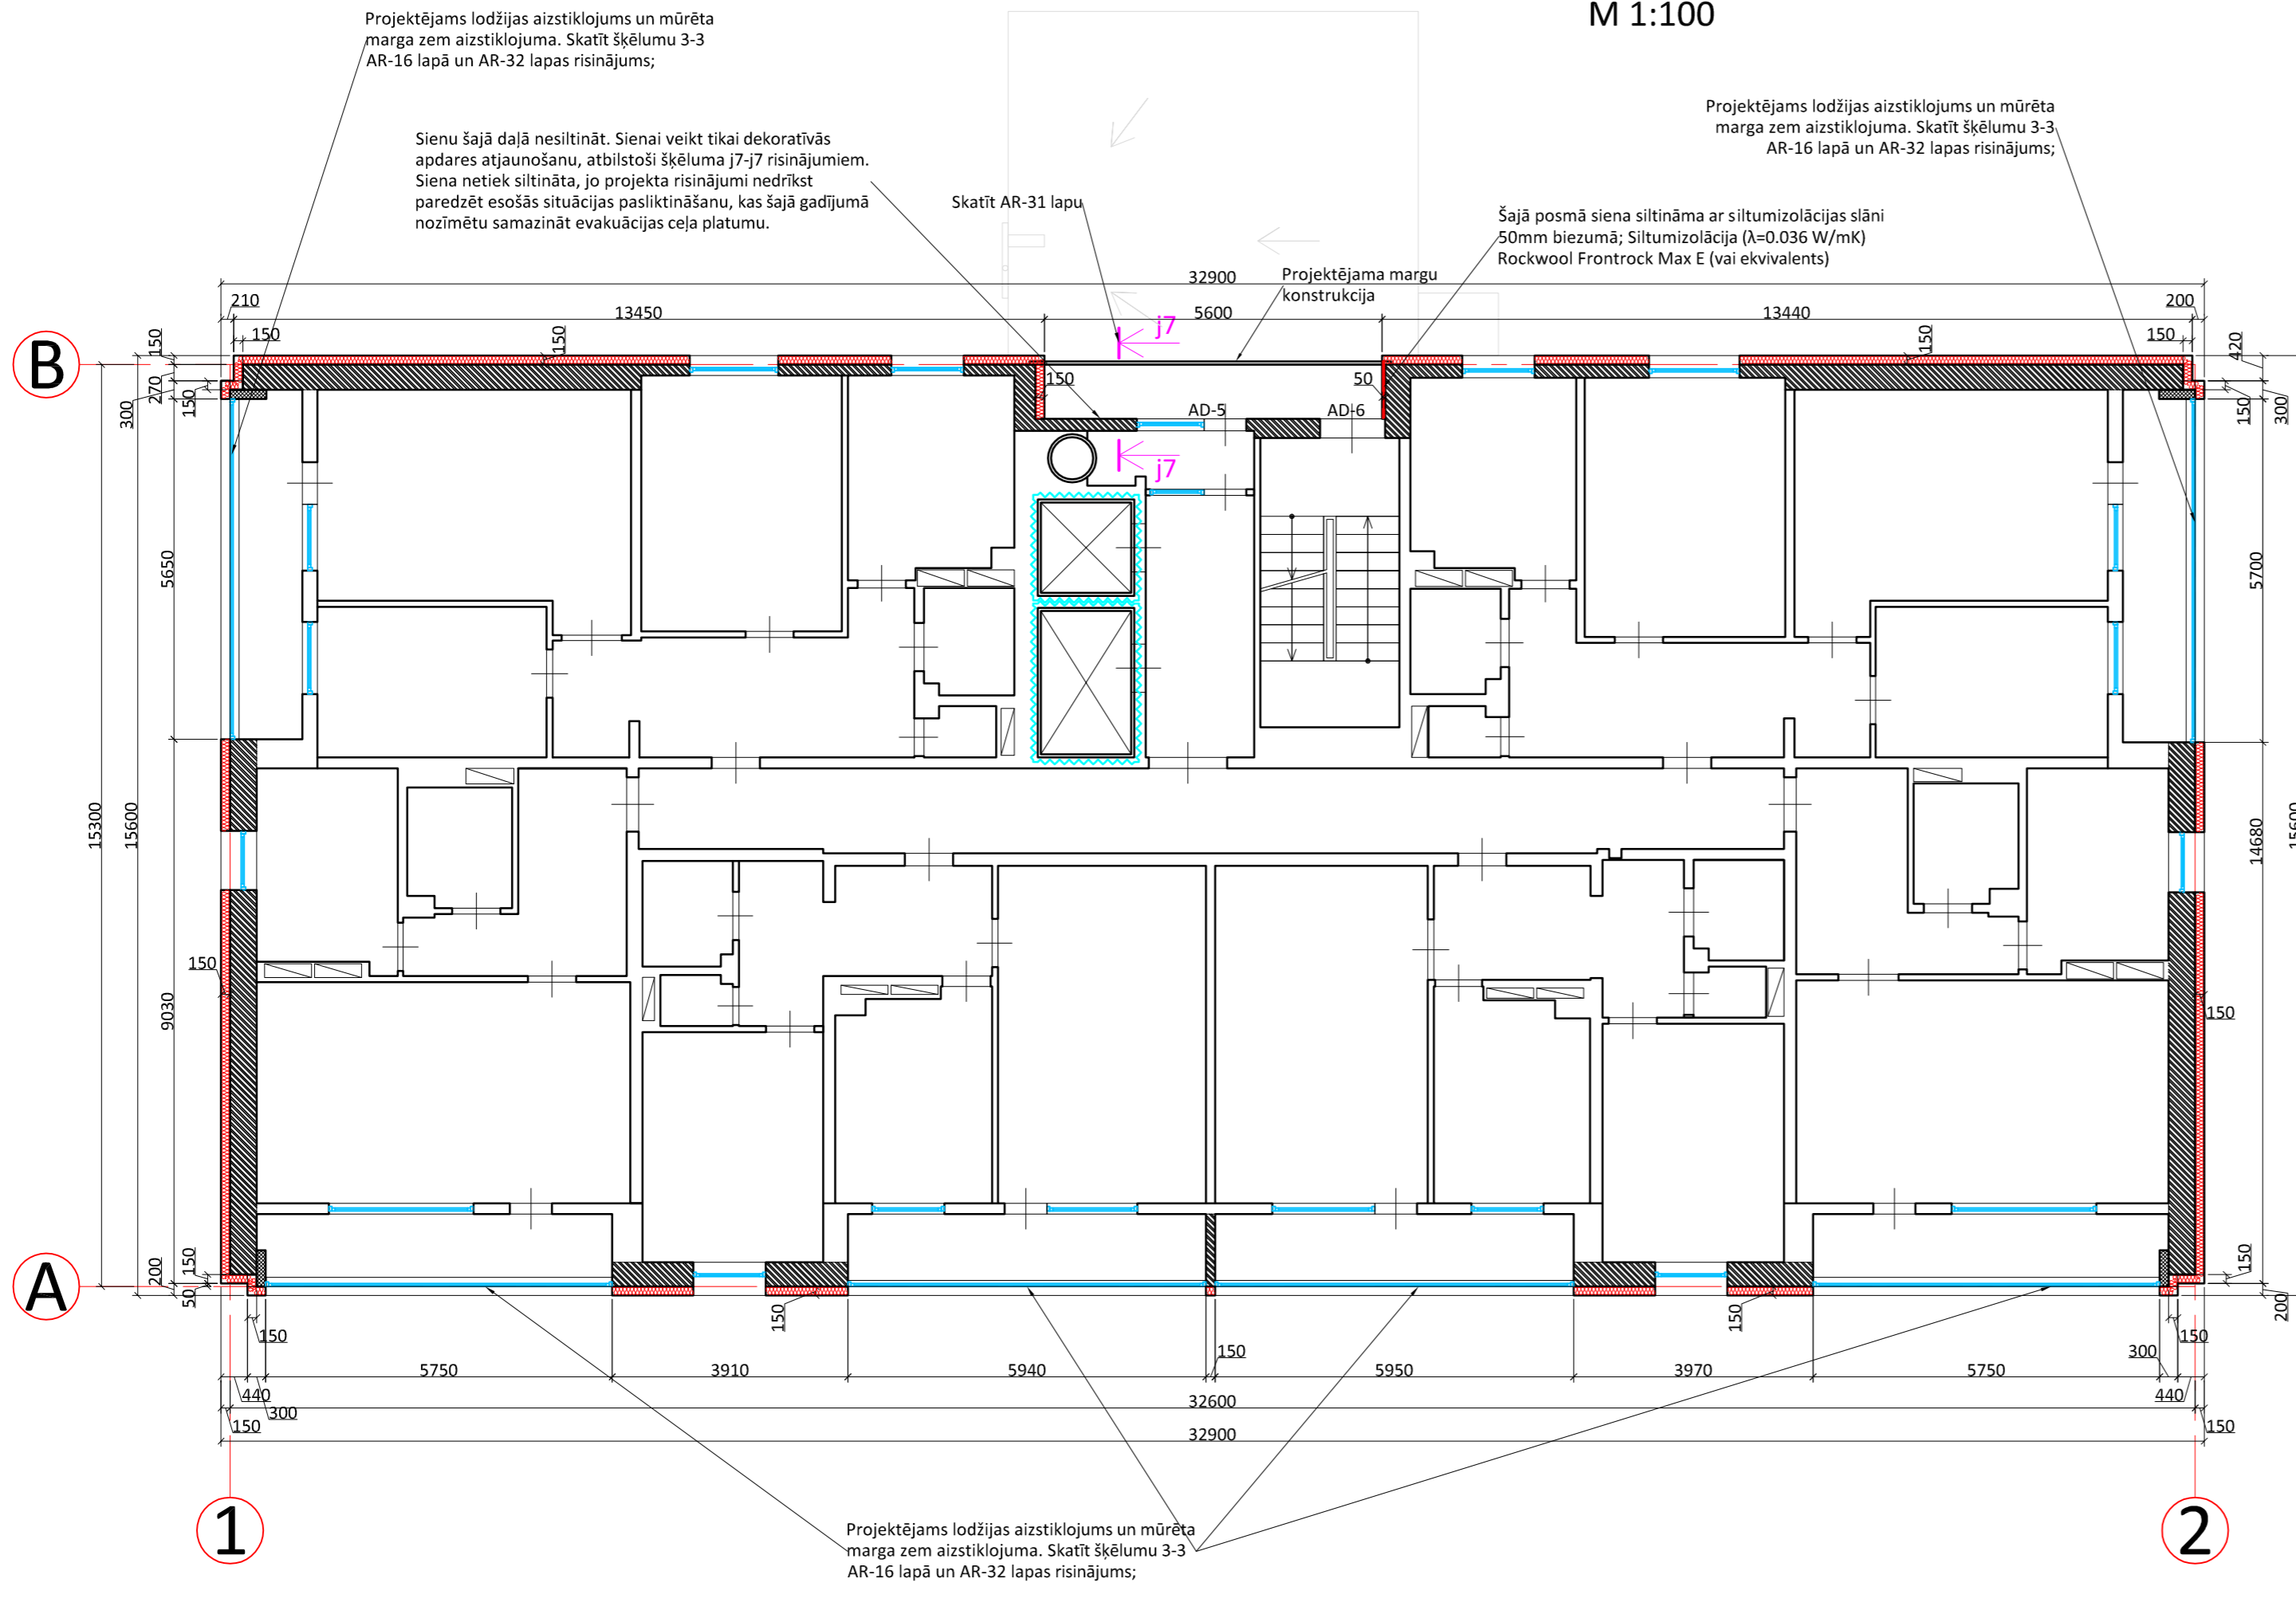 M 1:100
Projektējams lodžijas aizstiklojums un mūrēta
marga zem aizstiklojuma. Skatīt šķēlumu 3-3
AR-16 lapā un AR-32 lapas risinājums;
Projektējams lodžijas aizstiklojums un mūrēta
marga zem aizstiklojuma. Skatīt šķēlumu 3-3
AR-16 lapā un AR-32 lapas risinājums;
Sienu šajā daļā nesiltināt. Sienai veikt tikai dekoratīvās
apdares atjaunošanu, atbilstoši šķēluma j7-j7 risinājumiem.
Siena netiek siltināta, jo projekta risinājumi nedrīkst
paredzēt esošās situācijas pasliktināšanu, kas šajā gadījumā
nozīmētu samazināt evakuācijas ceļa platumu.
Skatīt AR-31 lapu
Šajā posmā siena siltināma ar siltumizolācijas slāni
50mm biezumā; Siltumizolācija (λ=0.036 W/mK)
Rockwool Frontrock Max E (vai ekvivalents)
Projektējama margu
konstrukcija
32900
210
13450
5600
13440
200
150
150
150
150
150
420
B
j7
270
150
300
150
50
150
300
AD-5
AD-6
j7
5650
5700
15300
15600
14680
15600
150
9030
150
A
200
150
50
150
200
150
150
150
150
5750
3910
5940
150
5950
3970
5750
300
440
300
440
150
32600
150
32900
1
2
Projektējams lodžijas aizstiklojums un mūrēta
marga zem aizstiklojuma. Skatīt šķēlumu 3-3
AR-16 lapā un AR-32 lapas risinājums;